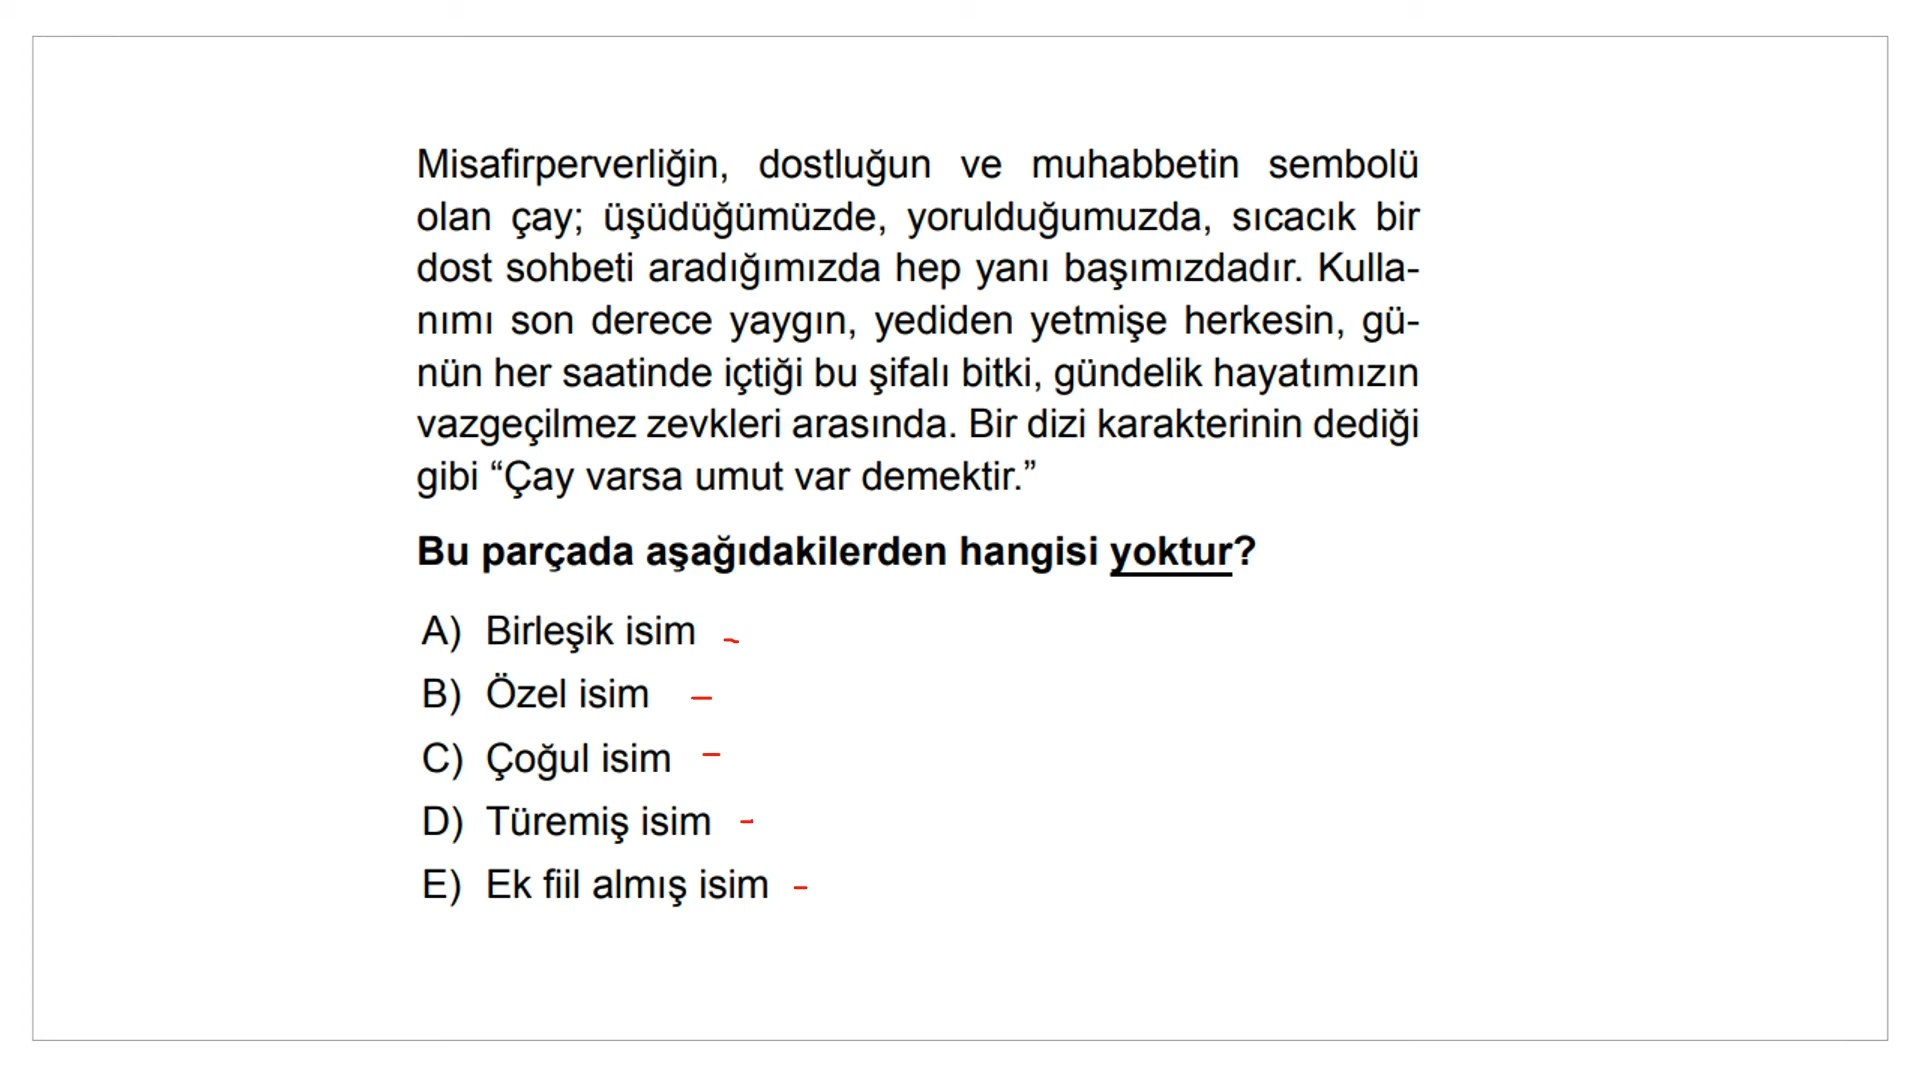 Misafirperverliğin, dostluğun ve muhabbetin sembolü
olan çay; üşüdüğümüzde, yorulduğumuzda, sıcacık bir
dost sohbeti aradığımızda hep yanı başımızdadır. Kulla-
nımı son derece yaygın, yediden yetmişe herkesin, gü-
nün her saatinde içtiği bu şifalı bitki, gündelik hayatımızın
vazgeçilmez zevkleri arasında. Bir dizi karakterinin dediği
gibi “Çay varsa umut var demektir.”
Bu parçada aşağıdakilerden hangisi yoktur?
A) Birleşik isim
B) Özel isim
C) Çoğul isim
D) Türemiş isim
E) Ek fiil almış isim